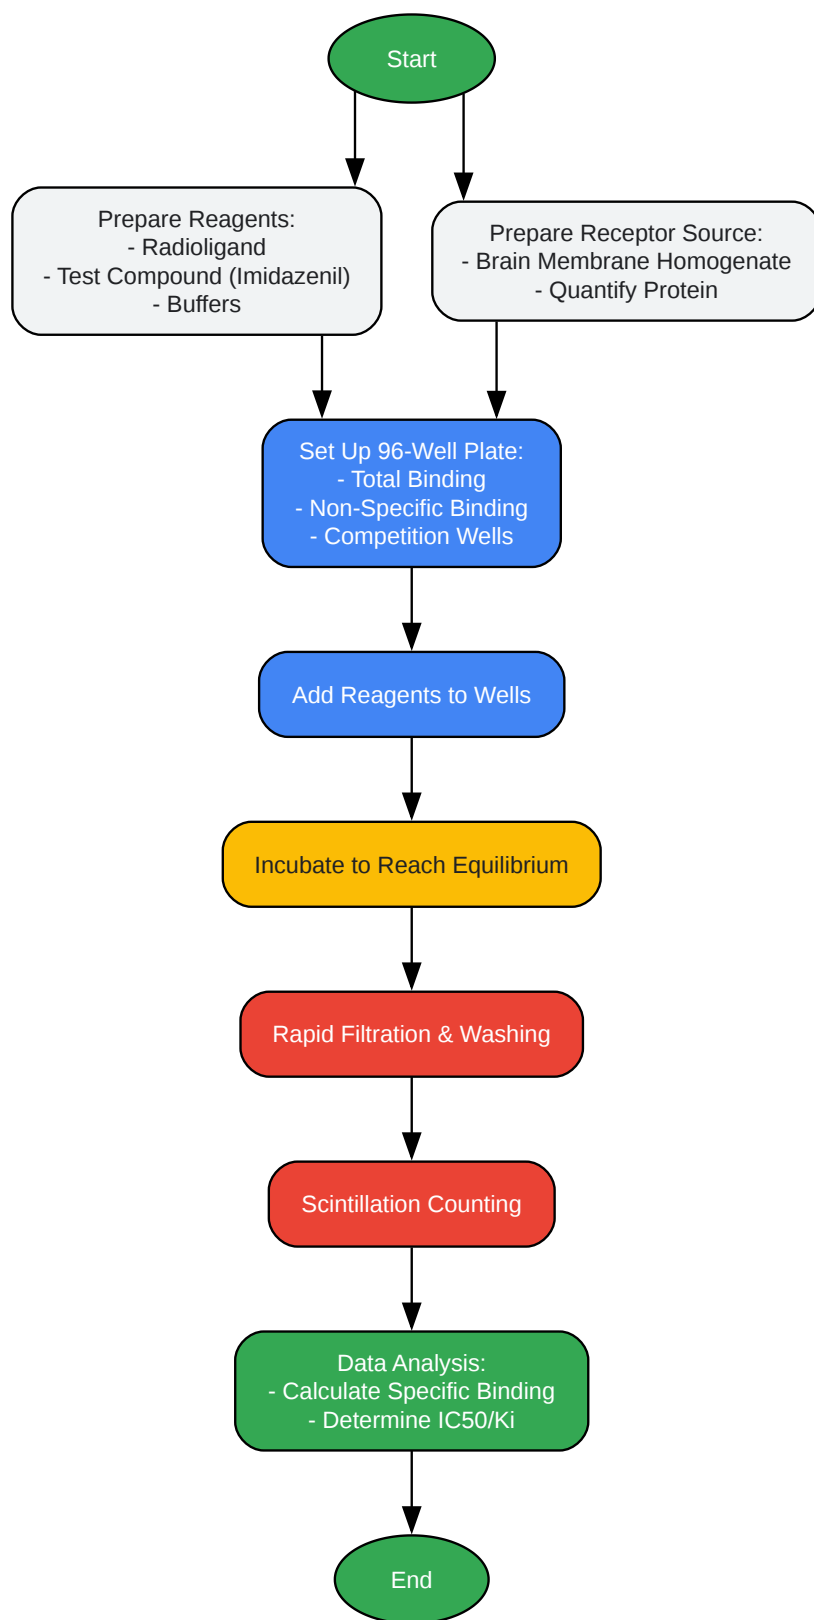 Start
Prepare Reagents:
- Radioligand
- Test Compound (Imidazenil)
- Buffers
Prepare Receptor Source:
- Brain Membrane Homogenate
- Quantify Protein
Set Up 96-Well Plate:
- Total Binding
- Non-Specific Binding
- Competition Wells
Add Reagents to Wells
Incubate to Reach Equilibrium
Rapid Filtration & Washing
Scintillation Counting
Data Analysis:
- Calculate Specific Binding
- Determine IC50/Ki
End